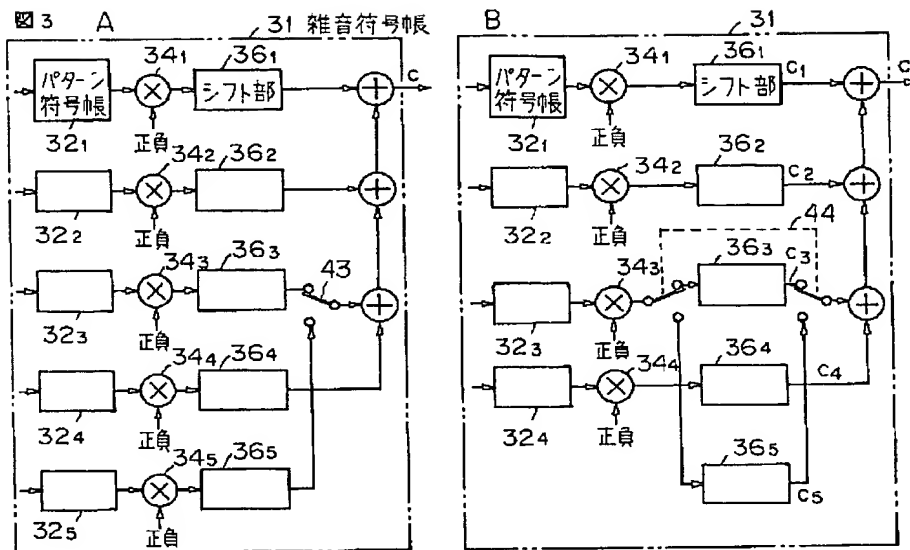 図3 A
31 雑音符号帳
パターン
符号帳
32₁
34₁
正負
36₁
シフト部
c
32₂
34₂
正負
36₂
32₃
34₃
正負
36₃
43
32₄
34₄
正負
36₄
32₅
34₅
正負
36₅
B
31
パターン
符号帳
32₁
34₁
正負
36₁
シフト部
c₁
c
32₂
34₂
正負
36₂
c₂
44
32₃
34₃
正負
36₃
c₃
32₄
34₄
正負
36₄
c₄
36₅
c₅